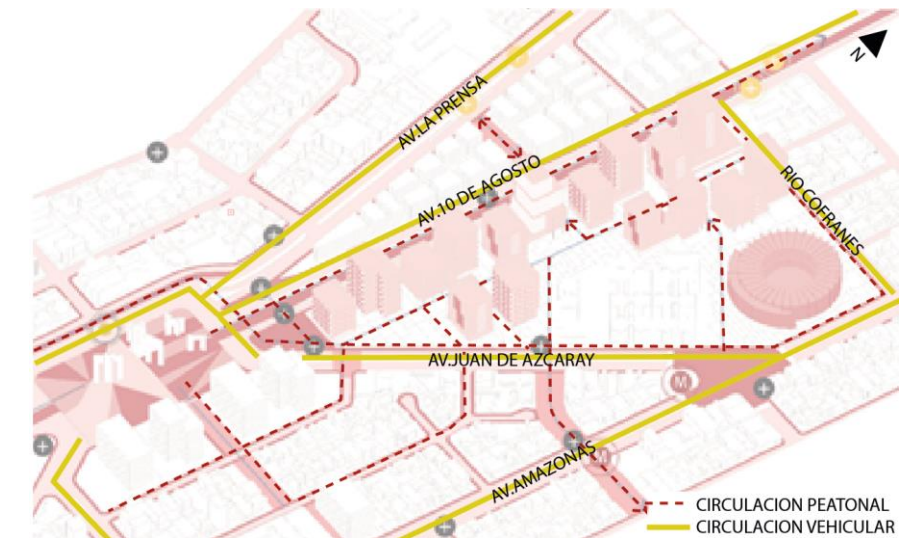 N
AV.LA PRENSA
AV.10 DE AGOSTO
RIO COFRANES
AV.JUAN DE AZCARAY
M
M
AV.AMAZONAS
CIRCULACION PEATONAL
CIRCULACION VEHICULAR